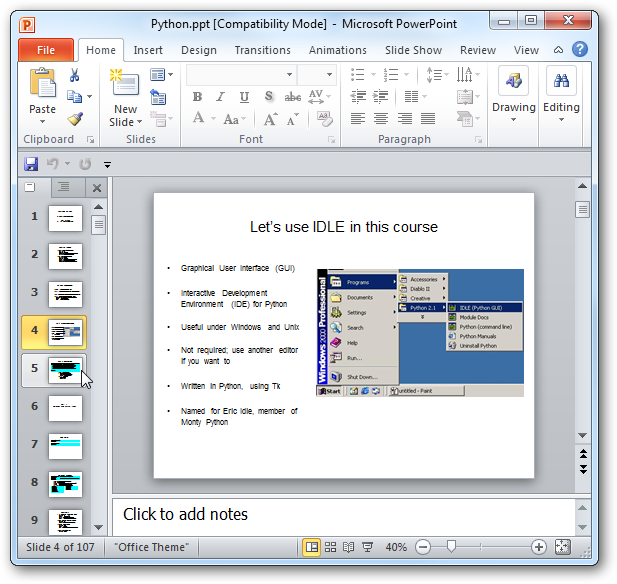 Python.ppt [Compatibility Mode] - Microsoft PowerPoint
File Home Insert Design Transitions Animations Slide Show Review View
Paste
New
Slide
Drawing
Editing
B I U S abc AV
A Aa A A
Clipboard Slides Font Paragraph
1
2
3
4
5
6
7
8
9
Let's use IDLE in this course
• Graphical User Interface (GUI)
• Interactive Development
Environment (IDE) for Python
• Useful under Windows and Unix
• Not required; use another editor
if you want to
• Written in Python, using Tk
• Named for Eric Idle, member of
Monty Python
Windows 2000 Professional
Programs
Documents
Settings
Search
Help
Run...
Shut Down...
Accessories
Diablo II
Creative
Python 2.1
IDLE (Python GUI)
Module Docs
Python (command line)
Python Manuals
Uninstall Python
Start
untitled - Paint
Click to add notes
Slide 4 of 107
"Office Theme"
40%